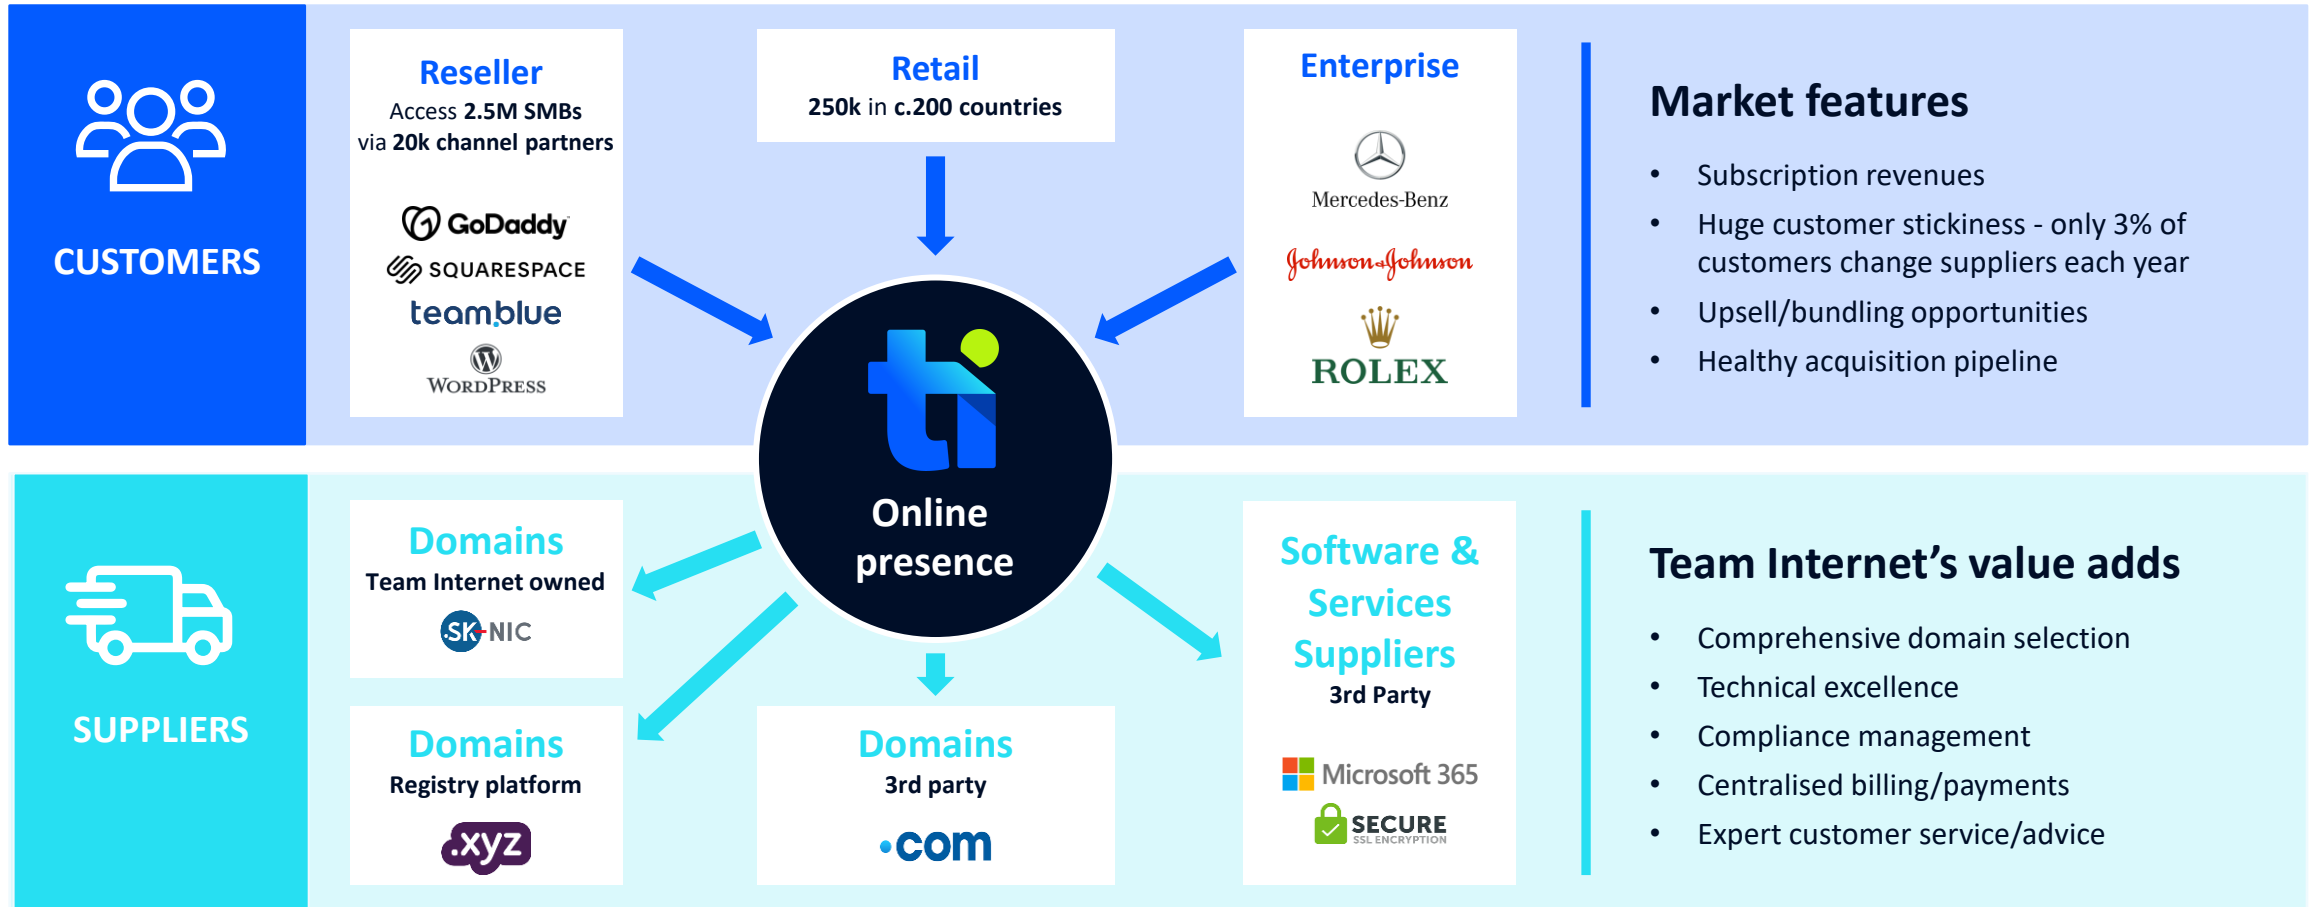 CUSTOMERS
Reseller
Access 2.5M SMBs
via 20k channel partners
GoDaddy
SQUARESPACE
team.blue
WORDPRESS
Retail
250k in c.200 countries
Enterprise
Mercedes-Benz
Johnson & Johnson
ROLEX
Market features
• Subscription revenues
• Huge customer stickiness - only 3% of
customers change suppliers each year
• Upsell/bundling opportunities
• Healthy acquisition pipeline
ti
Online
presence
SUPPLIERS
Domains
Team Internet owned
.SK-NIC
Domains
Registry platform
.xyz
Domains
3rd party
.com
Software &
Services
Suppliers
3rd Party
Microsoft 365
SECURE
SSL ENCRYPTION
Team Internet’s value adds
• Comprehensive domain selection
• Technical excellence
• Compliance management
• Centralised billing/payments
• Expert customer service/advice